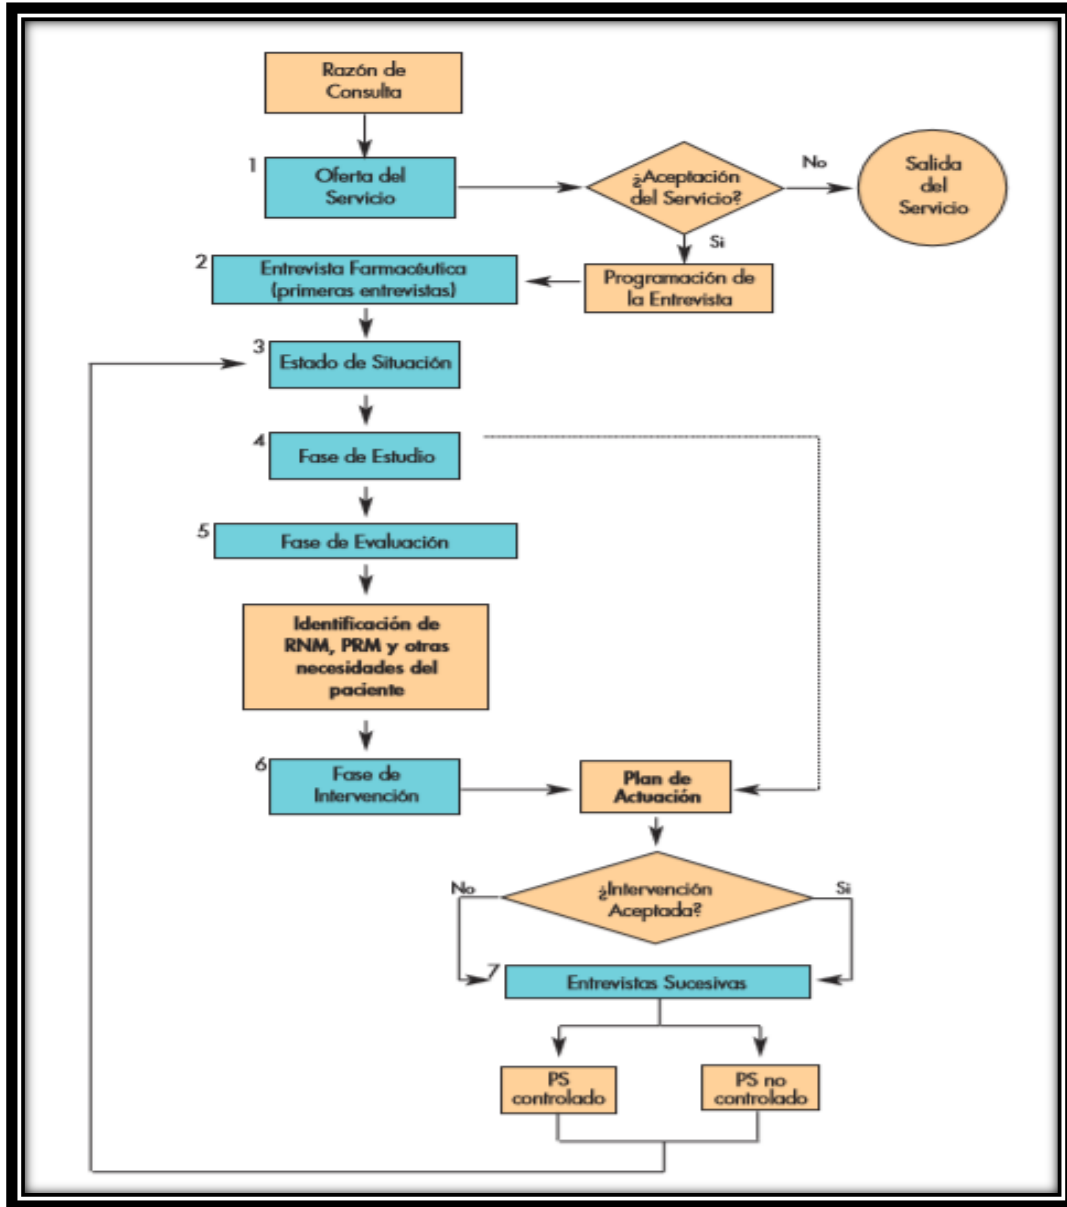 Razón de
Consulta
1
Oferta del
Servicio
¿Aceptación
del Servicio?
No
Salida
del
Servicio
Si
2
Entrevista Farmacéutica
(primeras entrevistas)
Programación de
la Entrevista
3
Estado de Situación
4
Fase de Estudio
5
Fase de Evaluación
Identificación de
RNM, PRM y otras
necesidades del
paciente
6
Fase de
Intervención
Plan de
Actuación
No
¿Intervención
Aceptada?
Si
7
Entrevistas Sucesivas
PS
controlado
PS no
controlado